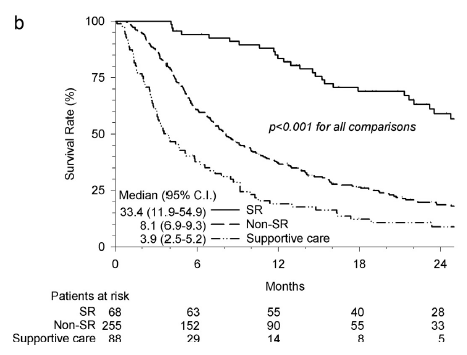 b
100
75
50
25
0
Survival Rate (%)
p<0.001 for all comparisons
Median (95% C.I.)
33.4 (11.9-54.9) SR
8.1 (6.9-9.3) Non-SR
3.9 (2.5-5.2) Supportive care
0 6 12 18 24
Months
Patients at risk
SR 68 63 55 40 28
Non-SR 255 152 90 55 33
Supportive care 88 29 14 8 5